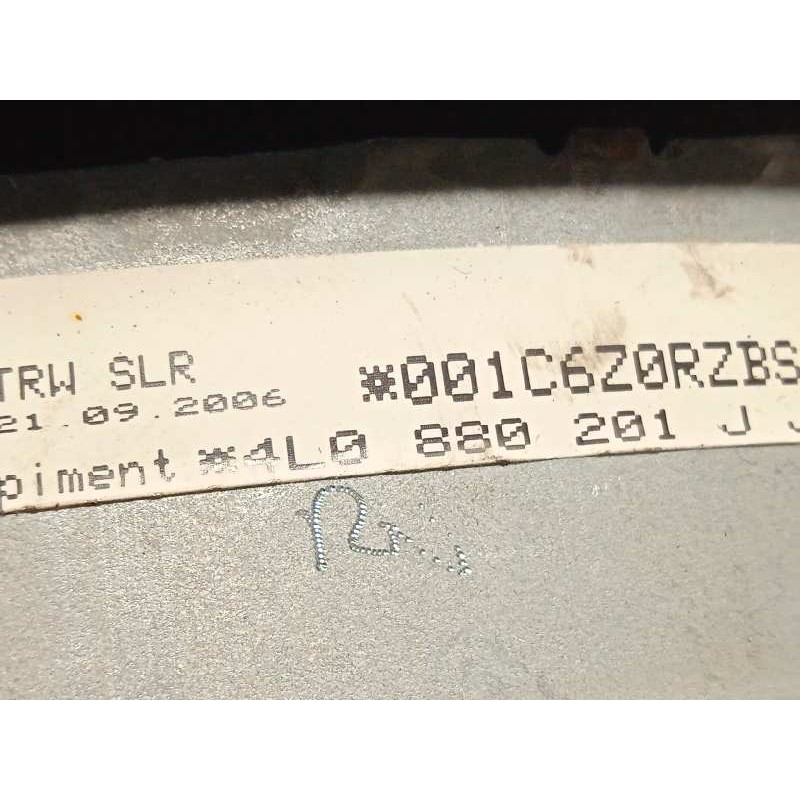 TRW SLR *001C6Z0RZBS
21.09.2006
piment *4L0 880 201 J J